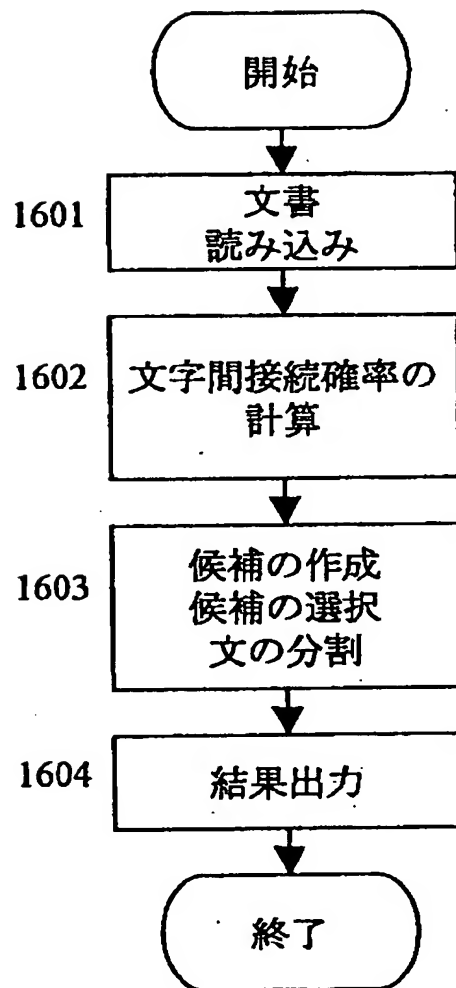 開始
1601
文書
読み込み
1602
文字間接続確率の
計算
1603
候補の作成
候補の選択
文の分割
1604
結果出力
終了